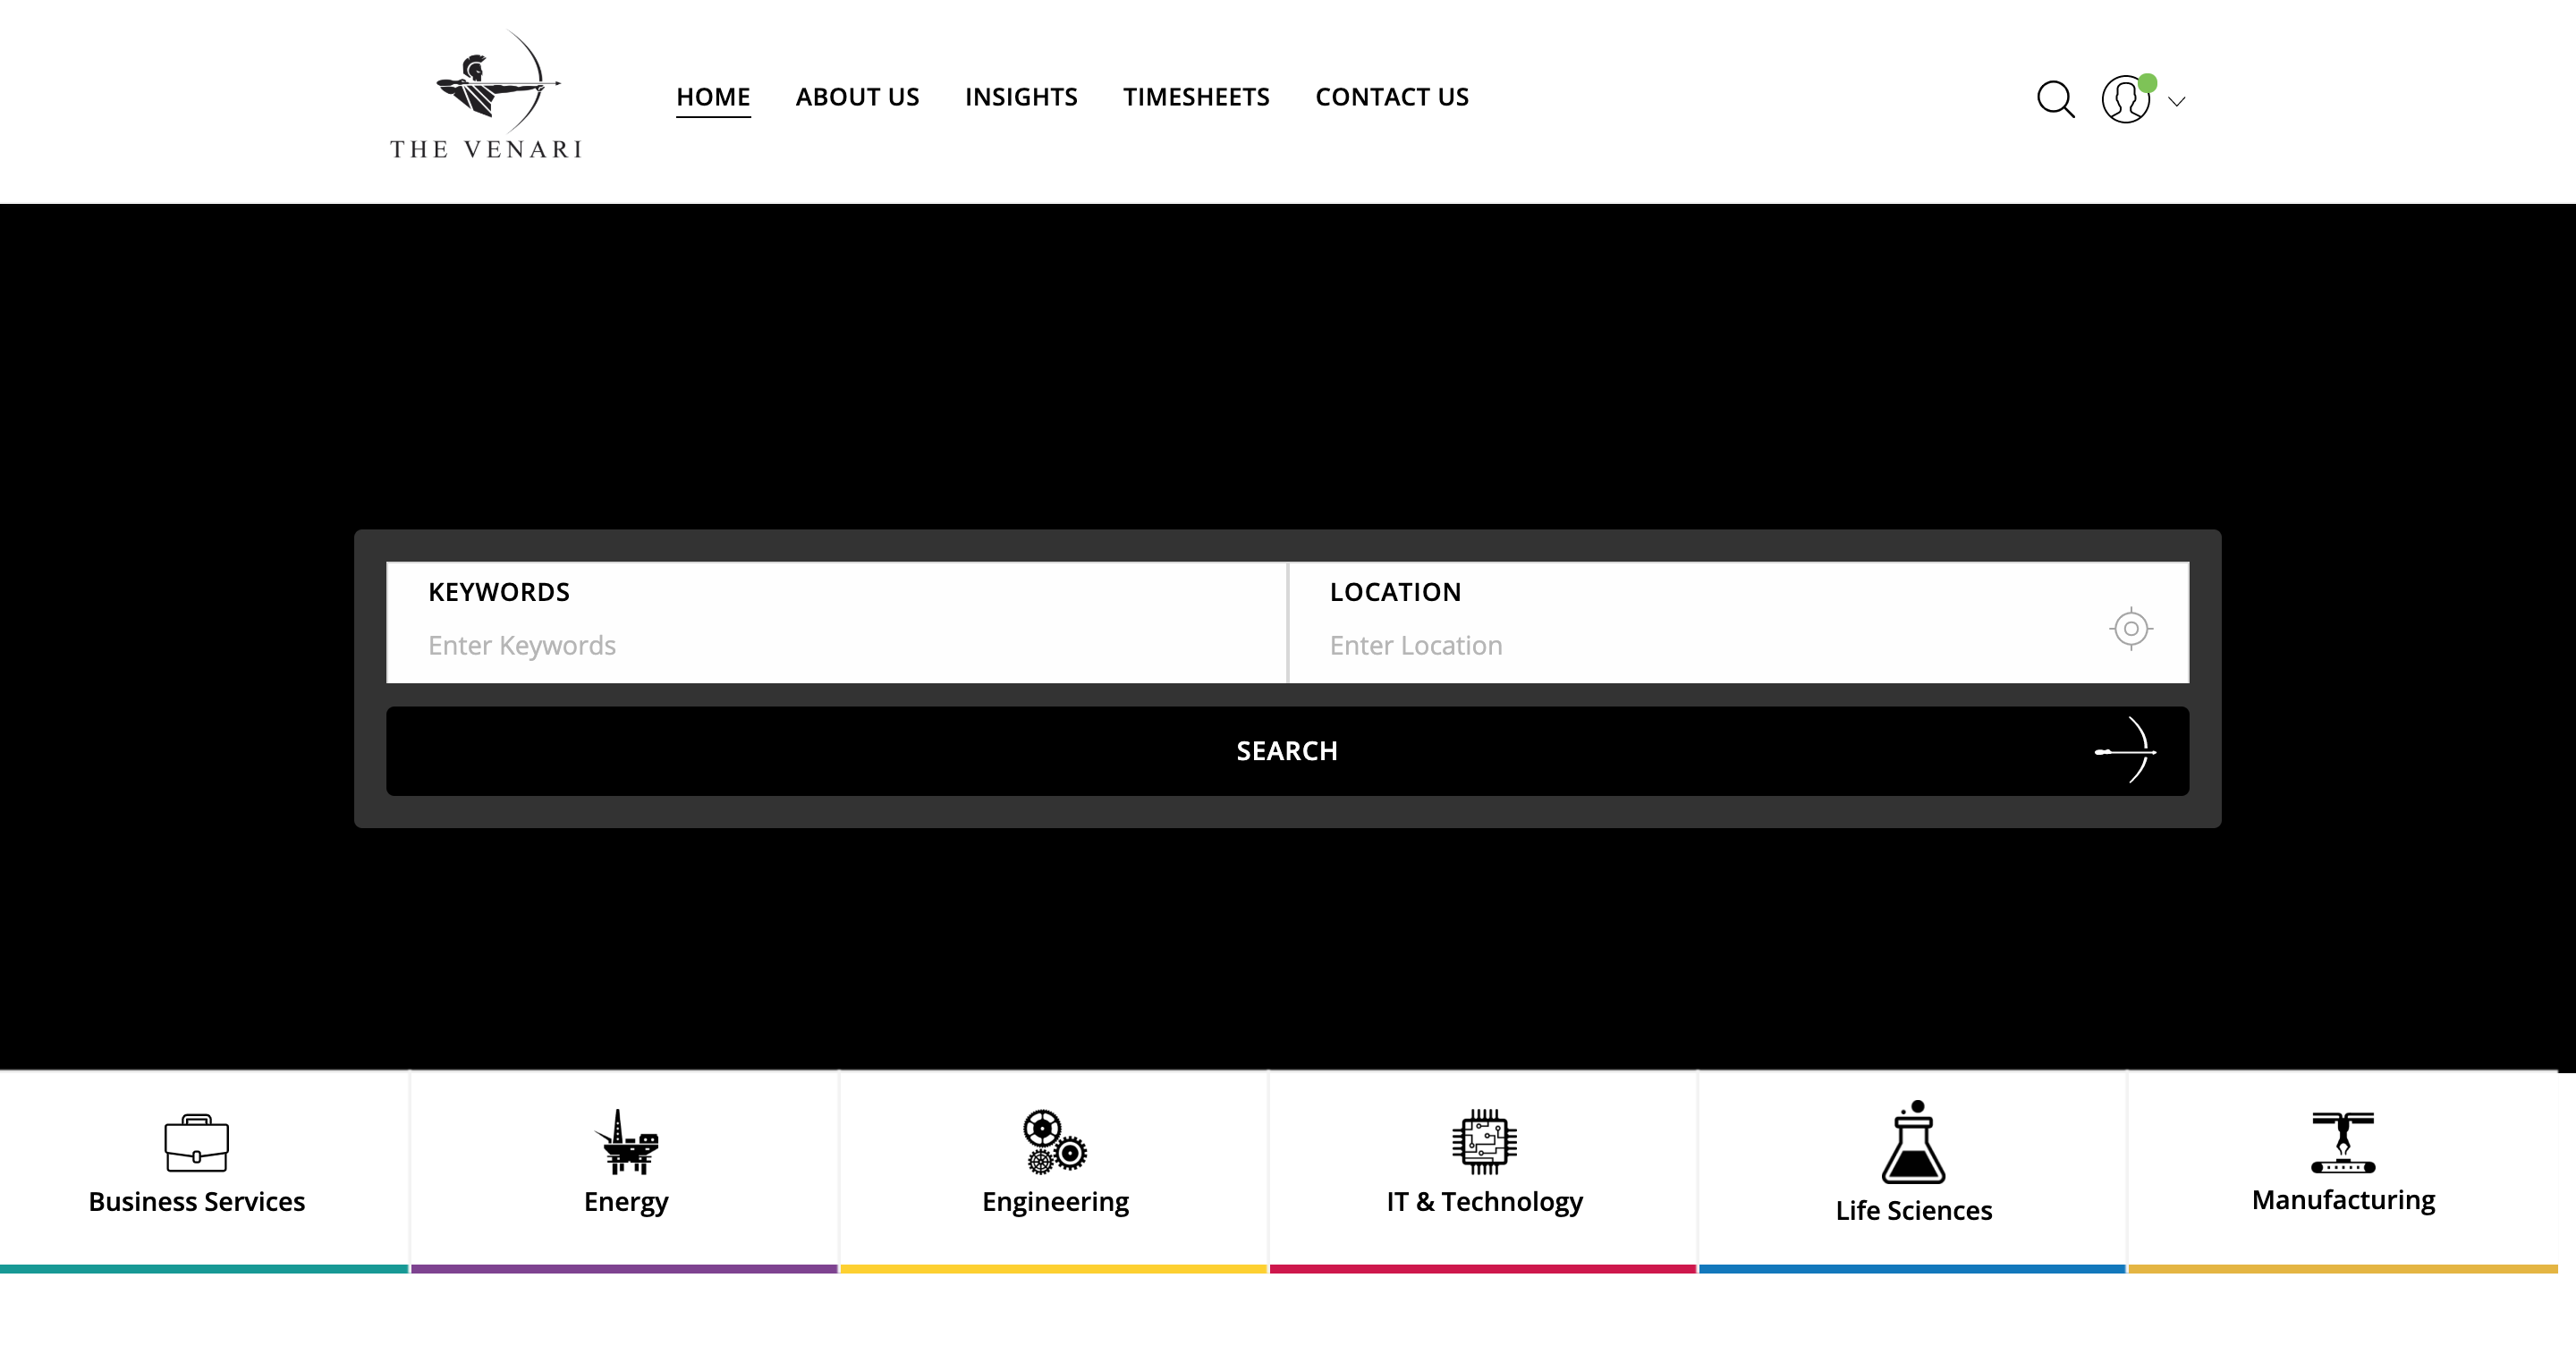 THE VENARI
HOME ABOUT US INSIGHTS TIMESHEETS CONTACT US
KEYWORDS
Enter Keywords
LOCATION
Enter Location
SEARCH
Business Services
Energy
Engineering
IT & Technology
Life Sciences
Manufacturing